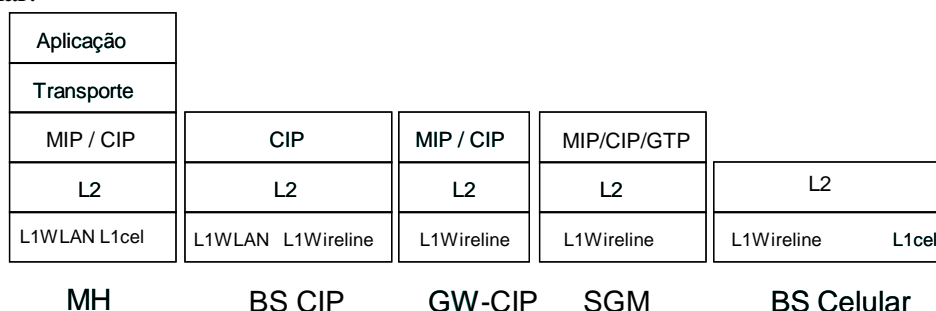 Aplicação
Transporte
MIP / CIP CIP MIP / CIP MIP/CIP/GTP
L2 L2 L2 L2 L2
L1WLAN L1cel L1WLAN L1Wireline L1Wireline L1Wireline L1Wireline L1cel
MH BS CIP GW-CIP SGM BS Celular